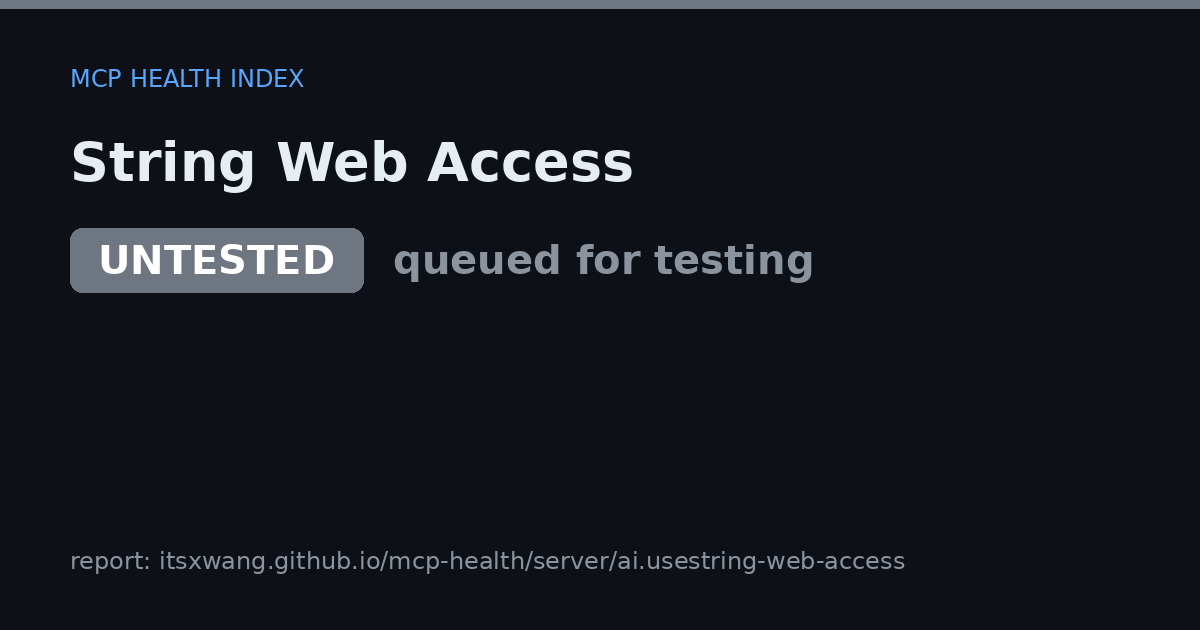 MCP HEALTH INDEX
String Web Access
UNTESTED queued for testing
report: itsxwang.github.io/mcp-health/server/ai.usestring-web-access